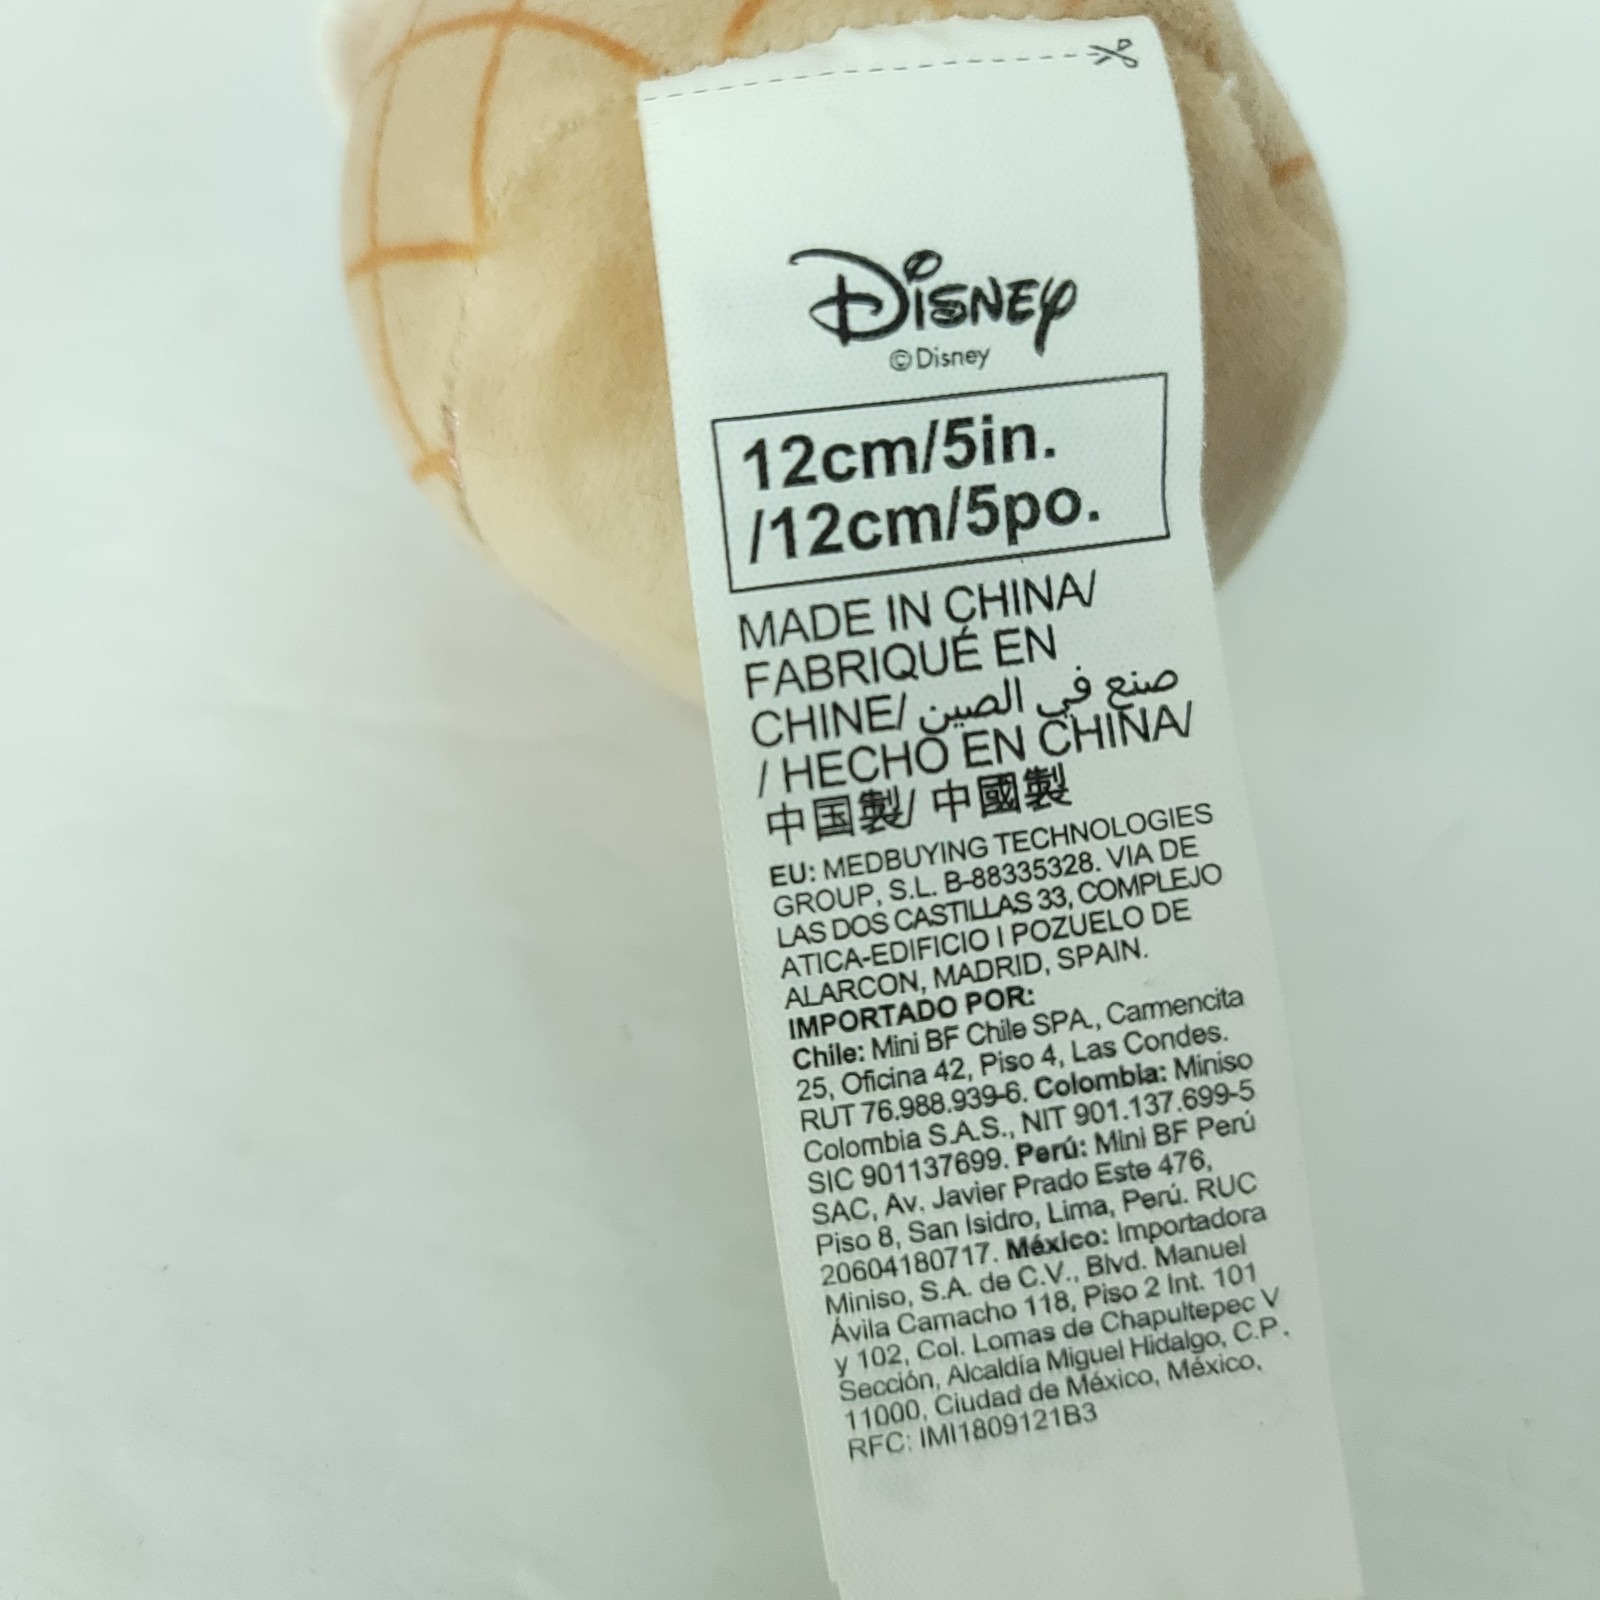 Disney
© Disney
12cm/5in.
/12cm/5po.
MADE IN CHINA/
FABRIQUÉ EN
CHINE/ صنع في الصين
/ HECHO EN CHINA/
中国製/ 中國製
EU: MEDBUYING TECHNOLOGIES
GROUP, S.L. B-88335328. VIA DE
LAS DOS CASTILLAS 33, COMPLEJO
ATICA-EDIFICIO I POZUELO DE
ALARCON, MADRID, SPAIN.
IMPORTADO POR:
Chile: Mini BF Chile SPA., Carmencita
25, Oficina 42, Piso 4, Las Condes.
RUT 76.988.939-6. Colombia: Miniso
Colombia S.A.S., NIT 901.137.699-5
SIC 901137699. Perú: Mini BF Perú
SAC, Av. Javier Prado Este 476,
Piso 8, San Isidro, Lima, Perú. RUC
20604180717. México: Importadora
Miniso, S.A. de C.V., Blvd. Manuel
Ávila Camacho 118, Piso 2 Int. 101
y 102, Col. Lomas de Chapultepec V
Sección, Alcaldía Miguel Hidalgo, C.P.
11000, Ciudad de México, México,
RFC: IMI1809121B3